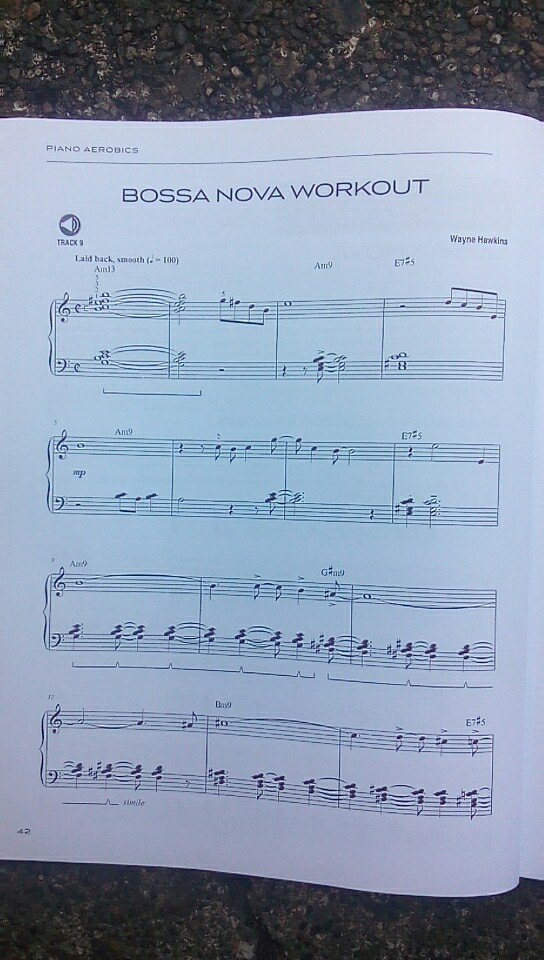 PIANO AEROBICS
BOSSA NOVA WORKOUT
TRACK 9
Wayne Hawkins
Laid back, smooth (♩ = 100)
Am13
Am9
E7#5
5
Am9
2
E7#5
mp
9
Am9
G#m9
12
Bm9
E7#5
simile
42